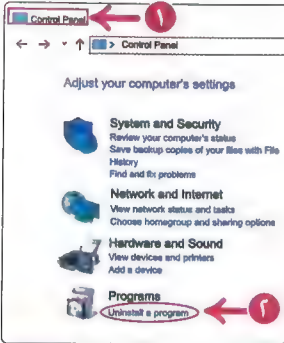 Control Panel
١
Control Panel
Adjust your computer's settings
System and Security
Review your computer's status
Save backup copies of your files with File
History
Find and fix problems
Network and Internet
View network status and tasks
Choose homegroup and sharing options
Hardware and Sound
View devices and printers
Add a device
Programs
Uninstall a program
٢